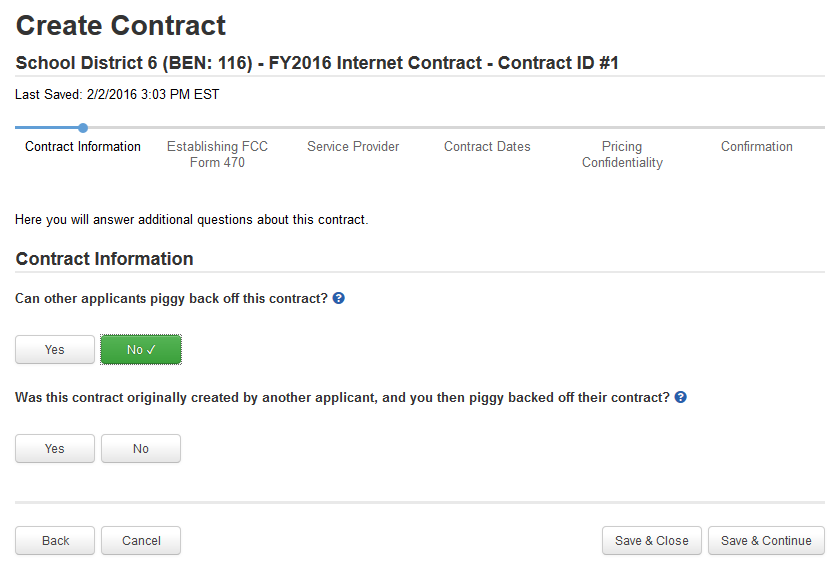 Create Contract
School District 6 (BEN: 116) - FY2016 Internet Contract - Contract ID #1
Last Saved: 2/2/2016 3:03 PM EST
Contract Information
Establishing FCC
Form 470
Service Provider
Contract Dates
Pricing
Confidentiality
Confirmation
Here you will answer additional questions about this contract.
Contract Information
Can other applicants piggy back off this contract? ?
Yes No ✓
Was this contract originally created by another applicant, and you then piggy backed off their contract? ?
Yes No
Back Cancel Save & Close Save & Continue